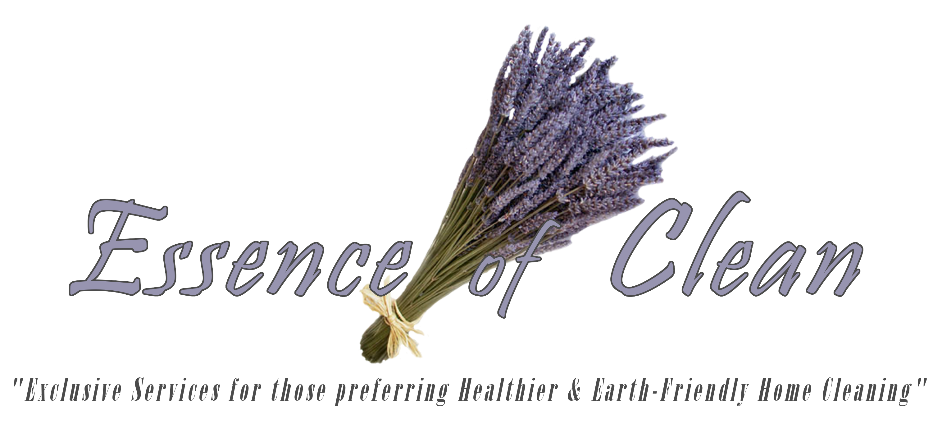 Essence of Clean
"Exclusive Services for those preferring Healthier & Earth-Friendly Home Cleaning"